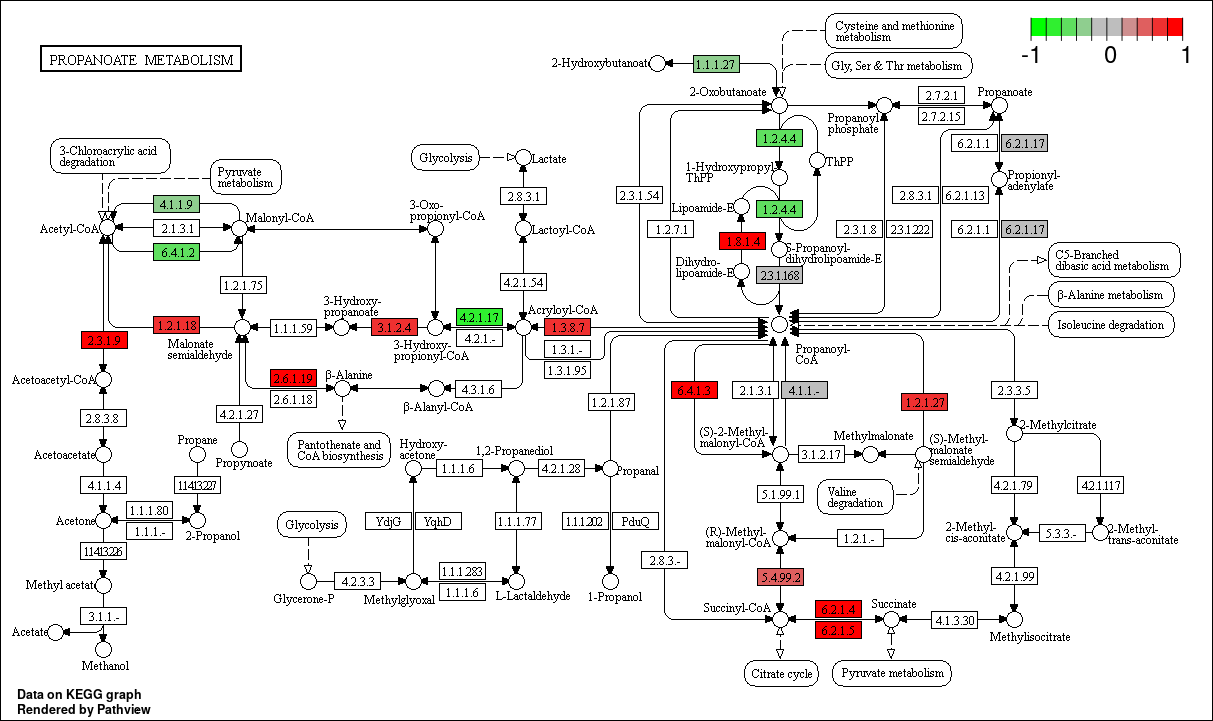 PROPANOATE METABOLISM
-1 0 1
Cysteine and methionine
metabolism
Gly, Ser & Thr metabolism
2-Hydroxybutanoat
1.1.1.27
2-Oxobutanoate
2.7.2.1
2.7.2.15
Propanoate
Propanoyl
phosphate
6.2.1.1
6.2.1.17
1.2.4.4
ThPP
1-Hydroxypropyl-
ThPP
Propionyl-
adenylate
2.3.1.54
2.8.3.1
6.2.1.13
Lipoamide-E
1.2.4.4
1.2.7.1
2.3.1.8
2.3.1.222
6.2.1.1
6.2.1.17
1.8.1.4
S-Propanoyl-
dihydrolipoamide-E
Dihydro-
lipoamide-E
2.3.1.168
C5-Branched
dibasic acid metabolism
β-Alanine metabolism
Isoleucine degradation
Propanoyl-
CoA
3-Chloroacrylic acid
degradation
Pyruvate
metabolism
Glycolysis
Lactate
2.8.3.1
4.1.1.9
Acetyl-CoA
2.1.3.1
Malonyl-CoA
6.4.1.2
3-Oxo-
propionyl-CoA
Lactoyl-CoA
1.2.1.75
4.2.1.54
3-Hydroxy-
propanoate
Acryloyl-CoA
1.2.1.18
Malonate
semialdehyde
1.1.1.59
3.1.2.4
4.2.1.17
4.2.1.-
3-Hydroxy-
propionyl-CoA
1.3.8.7
1.3.1.-
1.3.1.95
2.3.1.9
Acetoacetyl-CoA
2.6.1.19
2.6.1.18
β-Alanine
β-Alanyl-CoA
4.3.1.6
1.2.1.87
6.4.1.3
2.1.3.1
4.1.1.-
1.2.1.27
2.3.3.5
2.8.3.8
4.2.1.27
Propynoate
Pantothenate and
CoA biosynthesis
(S)-2-Methyl-
malonyl-CoA
3.1.2.17
Methylmalonate
(S)-Methyl-
malonate
semialdehyde
2-Methylcitrate
Acetoacetate
Propane
1.14.13.227
Hydroxy-
acetone
1.1.1.6
1,2-Propanediol
4.2.1.28
Propanal
4.1.1.4
5.1.99.1
Valine
degradation
4.2.1.79
4.2.1.117
Acetone
1.1.1.80
1.1.1.-
2-Propanol
Glycolysis
YdjG
YqhD
1.1.1.77
1.1.1.202
PduQ
(R)-Methyl-
malonyl-CoA
1.2.1.-
2-Methyl-
cis-aconitate
5.3.3.-
2-Methyl-
trans-aconitate
1.14.13.226
2.8.3.-
Methyl acetate
Glycerone-P
4.2.3.3
Methylglyoxal
1.1.1.283
1.1.1.6
L-Lactaldehyde
1-Propanol
5.4.99.2
4.2.1.99
3.1.1.-
Acetate
Methanol
Succinyl-CoA
6.2.1.4
6.2.1.5
Succinate
4.1.3.30
Methylisocitrate
Citrate cycle
Pyruvate metabolism
Data on KEGG graph
Rendered by Pathview